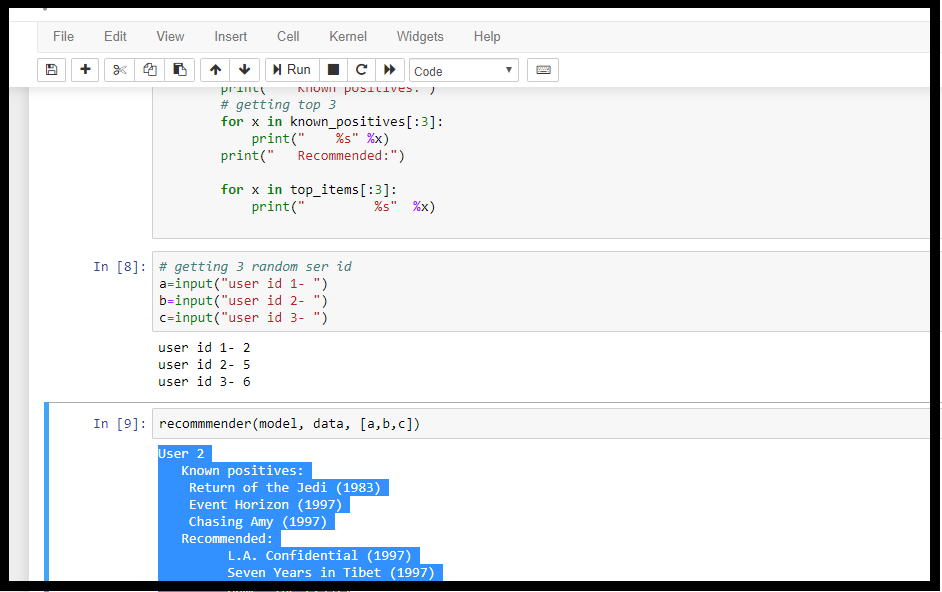 File Edit View Insert Cell Kernel Widgets Help
Run Code
print("    Known positives:")
# getting top 3
for x in known_positives[:3]:
print("    %s" %x)
print("   Recommended:")
for x in top_items[:3]:
print("         %s"  %x)
In [8]:
# getting 3 random ser id
a=input("user id 1- ")
b=input("user id 2- ")
c=input("user id 3- ")
user id 1- 2
user id 2- 5
user id 3- 6
In [9]:
recommmender(model, data, [a,b,c])
User 2
Known positives:
Return of the Jedi (1983)
Event Horizon (1997)
Chasing Amy (1997)
Recommended:
L.A. Confidential (1997)
Seven Years in Tibet (1997)